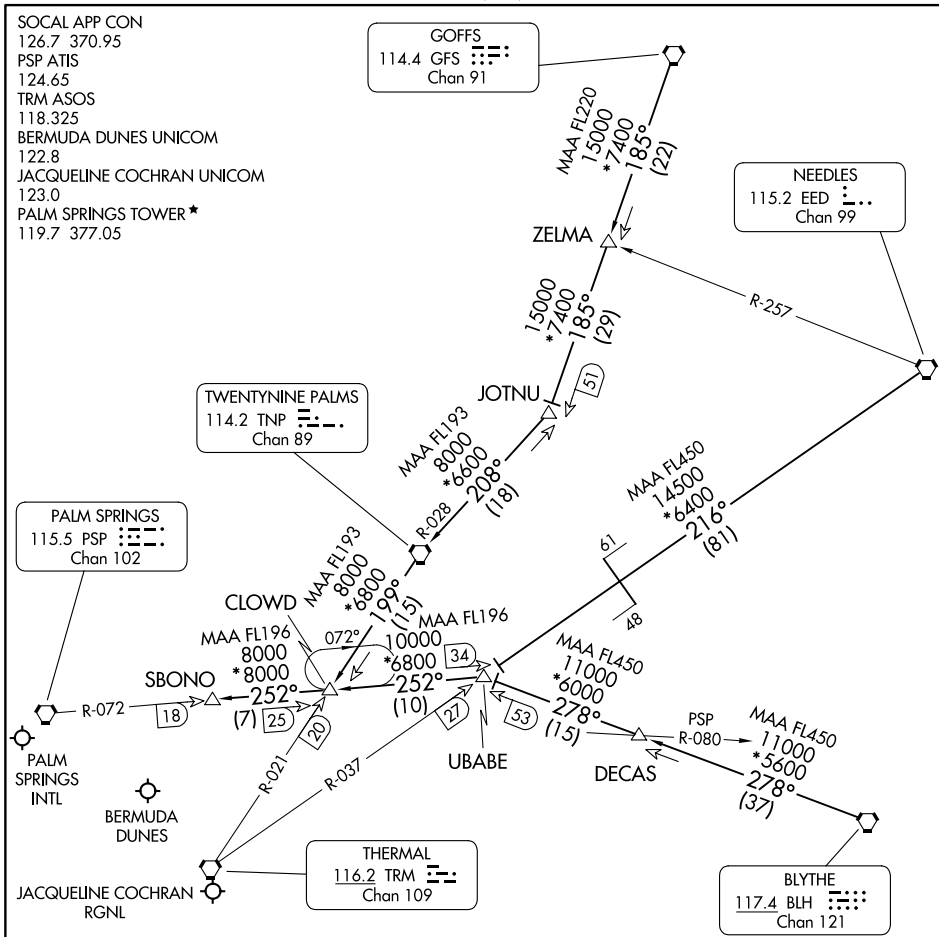 SOCAL APP CON
126.7 370.95
PSP ATIS
124.65
TRM ASOS
118.325
BERMUDA DUNES UNICOM
122.8
JACQUELINE COCHRAN UNICOM
123.0
PALM SPRINGS TOWER★
119.7 377.05
GOFFS
114.4 GFS
Chan 91
MAA FL220
15000
*7400
185°
(22)
NEEDLES
115.2 EED
Chan 99
ZELMA
R-257
15000
*7400
185°
(29)
51
JOTNU
TWENTYNINE PALMS
114.2 TNP
Chan 89
MAA FL193
8000
*6600
208°
(18)
R-028
MAA FL450
14500
*6400
216°
(81)
61
48
PALM SPRINGS
115.5 PSP
Chan 102
MAA FL193
8000
*6800
199°
(15)
CLOWD
072°
MAA FL196
8000
*8000
252°
(7)
MAA FL196
10000
*6800
252°
(10)
34
SBONO
R-072
18
25
20
27
53
R-021
R-037
UBABE
MAA FL450
11000
*6000
278°
(15)
PSP
R-080
DECAS
MAA FL450
11000
*5600
278°
(37)
PALM
SPRINGS
INTL
BERMUDA
DUNES
THERMAL
116.2 TRM
Chan 109
JACQUELINE COCHRAN
RGNL
BLYTHE
117.4 BLH
Chan 121